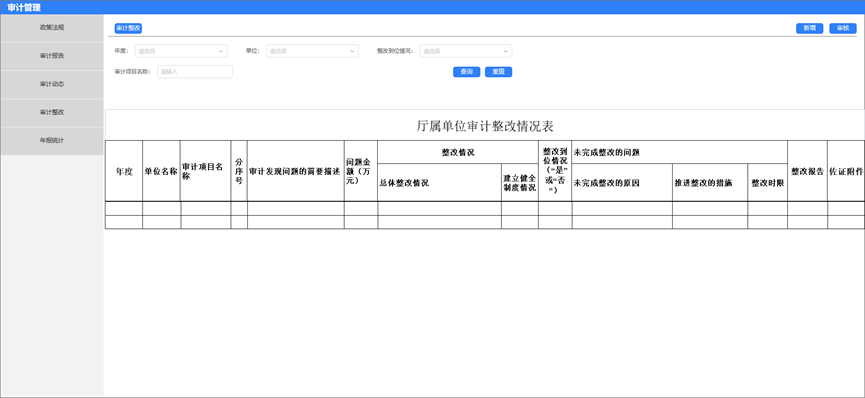 审计管理
政策法规
审计报告
审计动态
审计整改
年报统计
审计整改
新增
审核
年度：
请选择
单位：
请选择
整改到位情况：
请选择
审计项目名称：
请输入
查询
重置
厅属单位审计整改情况表
年度
单位名称
审计项目名
称
分
序
号
审计发现问题的简要描述
问题金
额（万
元）
整改情况
总体整改情况
建立健全
制度情况
整改到
位情况
（“是”
或“否
”）
未完成整改的问题
未完成整改的原因
推进整改的措施
整改时限
整改报告
佐证附件